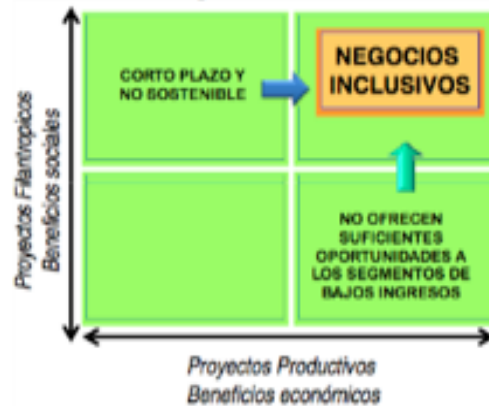 Proyectos Filantropicos
Beneficios sociales
CORTO PLAZO Y
NO SOSTENIBLE
NEGOCIOS
INCLUSIVOS
NO OFRECEN
SUFICIENTES
OPORTUNIDADES A
LOS SEGMENTOS DE
BAJOS INGRESOS
Proyectos Productivos
Beneficios económicos